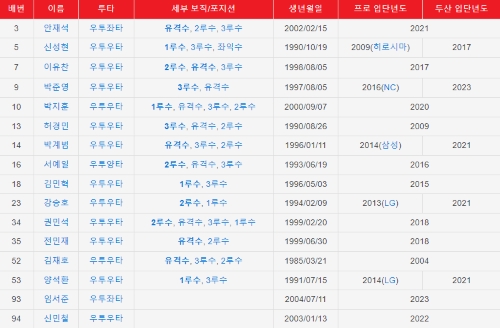 배번 이름 투타 세부 보직/포지션 생년월일 프로 입단년도 두산 입단년도
3 안재석 우투좌타 유격수, 2루수, 3루수 2002/02/15 2021
5 신성현 우투우타 1루수, 3루수, 좌익수 1990/10/19 2009(히로시마) 2017
7 이유찬 우투우타 2루수, 유격수, 3루수 1998/08/05 2017
9 박준영 우투우타 3루수, 유격수 1997/08/05 2016(NC) 2023
10 박지훈 우투우타 1루수, 유격수, 3루수, 2루수 2000/09/07 2020
13 허경민 우투우타 3루수, 유격수, 2루수 1990/08/26 2009
14 박계범 우투우타 유격수, 3루수, 2루수 1996/01/11 2014(삼성) 2021
16 서예일 우투양타 2루수, 유격수, 3루수 1993/06/19 2016
18 김민혁 우투우타 1루수, 3루수 1996/05/03 2015
23 강승호 우투우타 2루수, 1루수 1994/02/09 2013(LG) 2021
34 권민석 우투우타 2루수, 유격수, 3루수, 1루수 1999/02/20 2018
35 전민재 우투우타 유격수, 2루수 1999/06/30 2018
52 김재호 우투우타 유격수, 3루수, 2루수 1985/03/21 2004
53 양석환 우투우타 1루수, 3루수 1991/07/15 2014(LG) 2021
93 임서준 우투좌타 2004/07/11 2023
94 신민철 우투우타 2003/01/13 2022